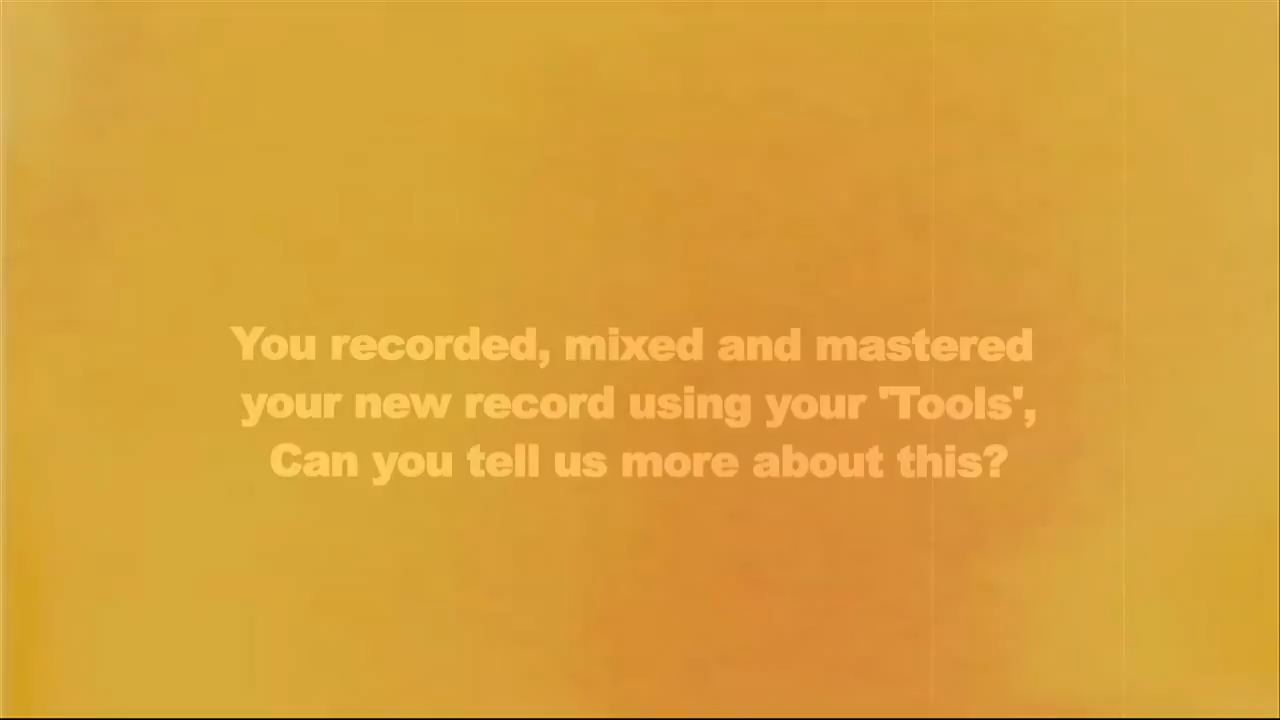 You recorded, mixed and mastered
your new record using your 'Tools',
Can you tell us more about this?